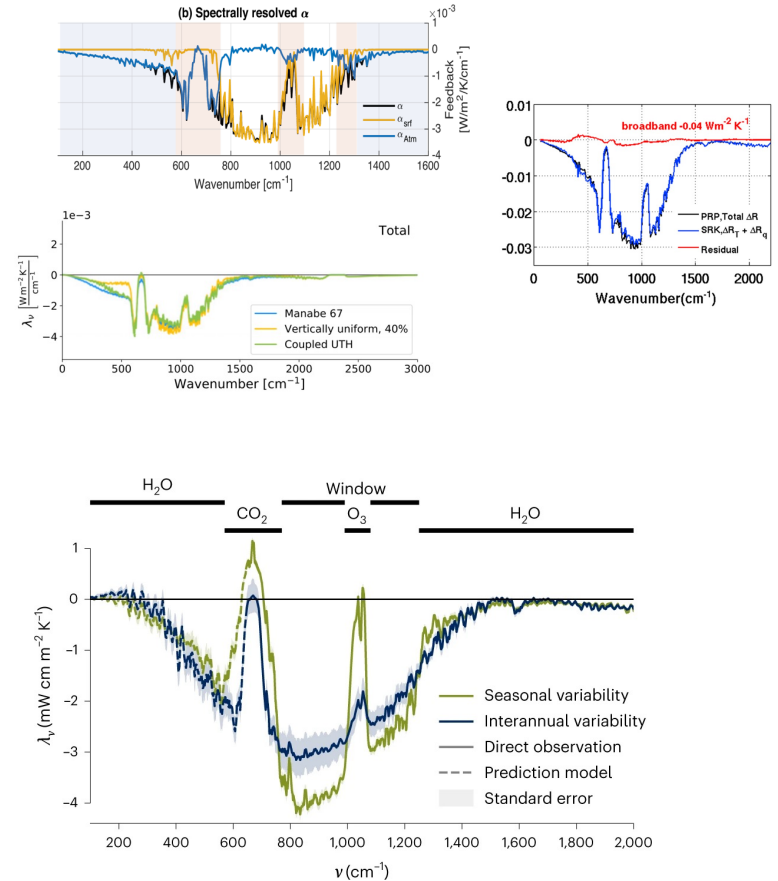 (b) Spectrally resolved α
×10⁻³
1
0
-1
-2
-3
-4
Feedback
[W/m²/K/cm⁻¹]
α
α_srf
α_Atm
200 400 600 800 1000 1200 1400 1600
Wavenumber [cm⁻¹]
0.01
0
-0.01
-0.02
-0.03
broadband -0.04 Wm⁻² K⁻¹
PRP,Total ΔR
SRK,ΔR_T + ΔR_q
Residual
0 500 1000 1500 2000
Wavenumber(cm⁻¹)
1e−3
Total
2
0
−2
−4
λ_ν [W m⁻² K⁻¹ / cm⁻¹]
Manabe 67
Vertically uniform, 40%
Coupled UTH
0 500 1000 1500 2000 2500 3000
Wavenumber [cm⁻¹]
H₂O
Window
CO₂
O₃
H₂O
1
0
−1
−2
−3
−4
λ_ν (mW cm m⁻² K⁻¹)
Seasonal variability
Interannual variability
Direct observation
Prediction model
Standard error
200 400 600 800 1,000 1,200 1,400 1,600 1,800 2,000
ν (cm⁻¹)